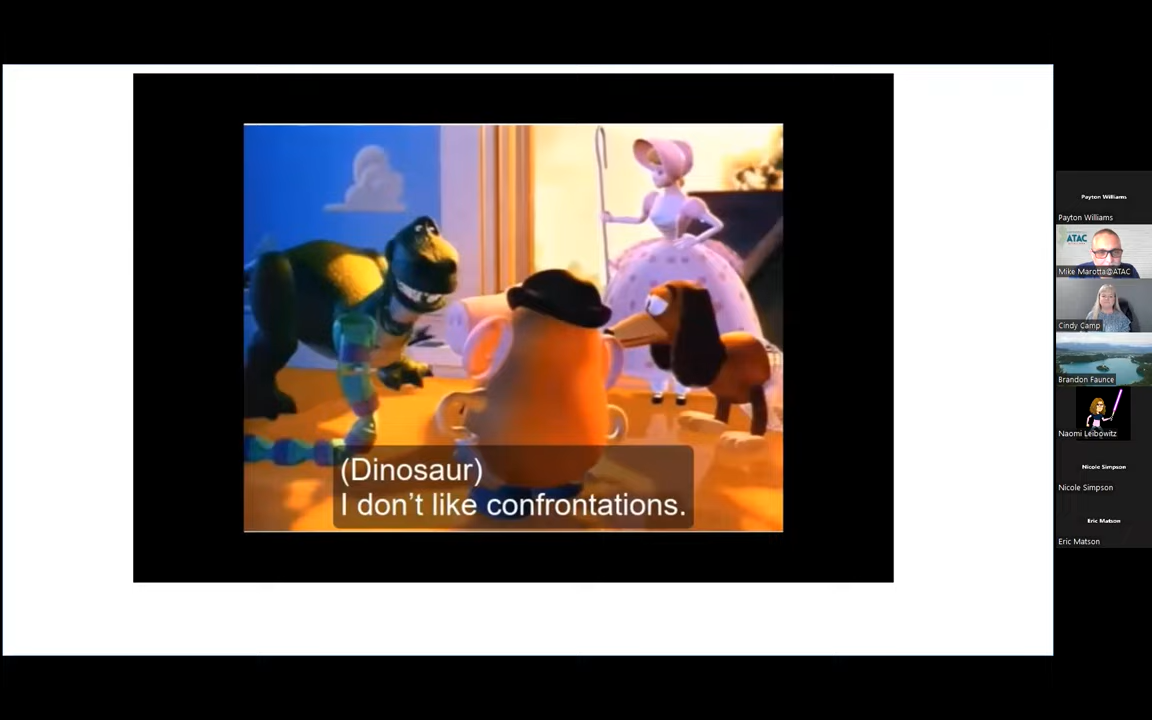 (Dinosaur)
I don't like confrontations.
Payton Williams
Payton Williams
ATAC
Mike Marotta@ATAC
Cindy Camp
Brandon Faunce
Naomi Leibowitz
Nicole Simpson
Nicole Simpson
Eric Matson
Eric Matson